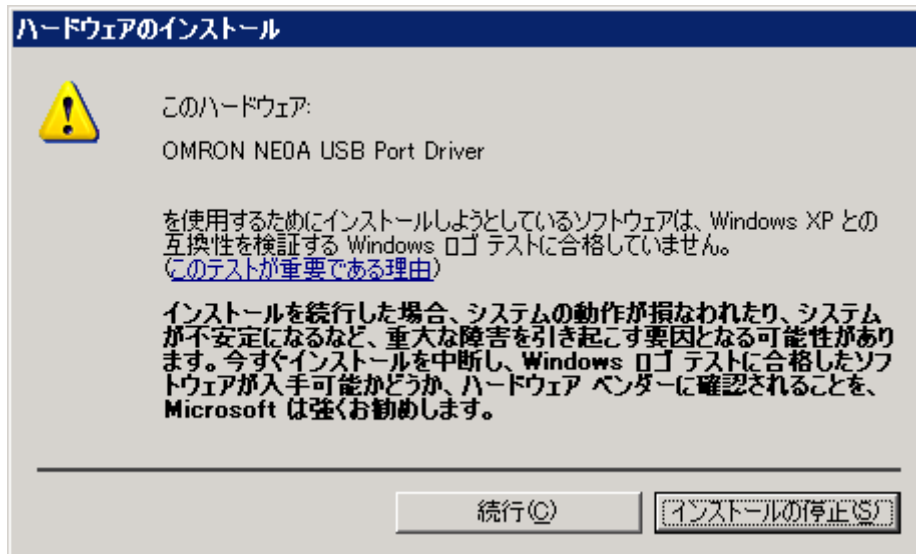 ハードウェアのインストール
このハードウェア:
OMRON NE0A USB Port Driver
を使用するためにインストールしようとしているソフトウェアは、Windows XP との
互換性を検証する Windows ロゴ テストに合格していません。
(このテストが重要である理由)
インストールを続行した場合、システムの動作が損なわれたり、システム
が不安定になるなど、重大な障害を引き起こす要因となる可能性があり
ます。今すぐインストールを中断し、Windows ロゴ テストに合格したソフ
トウェアが入手可能かどうか、ハードウェア ベンダーに確認されることを、
Microsoft は強くお勧めします。
続行(C)
インストールの停止(S)